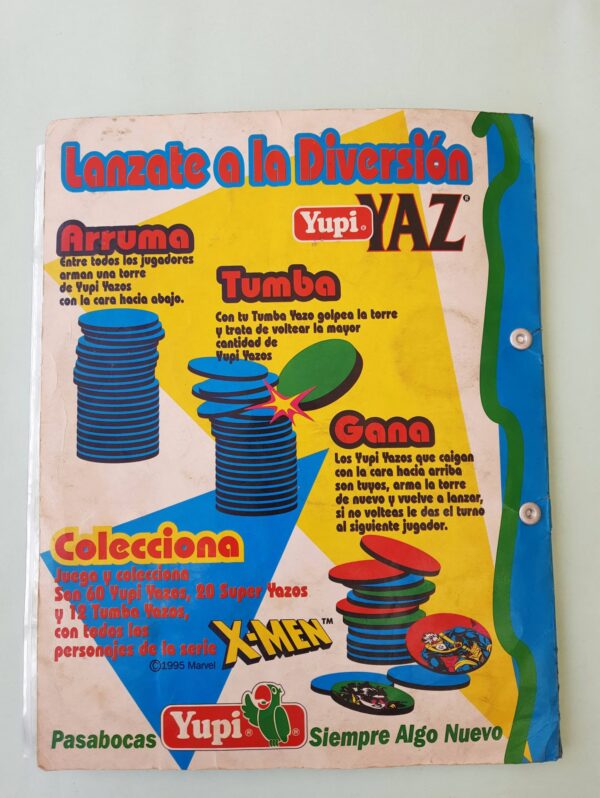 Lanzate a la Diversión
Yupi® YAZ®
Arruma
Entre todos los jugadores
arman una torre
de Yupi Yazos
con la cara hacia abajo.
Tumba
Con tu Tumba Yazo golpea la torre
y trata de voltear la mayor
cantidad de
Yupi Yazos
Gana
Los Yupi Yazos que caigan
con la cara hacia arriba
son tuyos, arma la torre
de nuevo y vuelve a lanzar,
si no volteas le das el turno
al siguiente jugador.
Colecciona
Juega y colecciona
Son 60 Yupi Yazos, 20 Super Yazos
y 12 Tumba Yazos,
con todos los
personajes de la serie
X-MEN™
©1995 Marvel
Pasabocas Yupi® ® Siempre Algo Nuevo